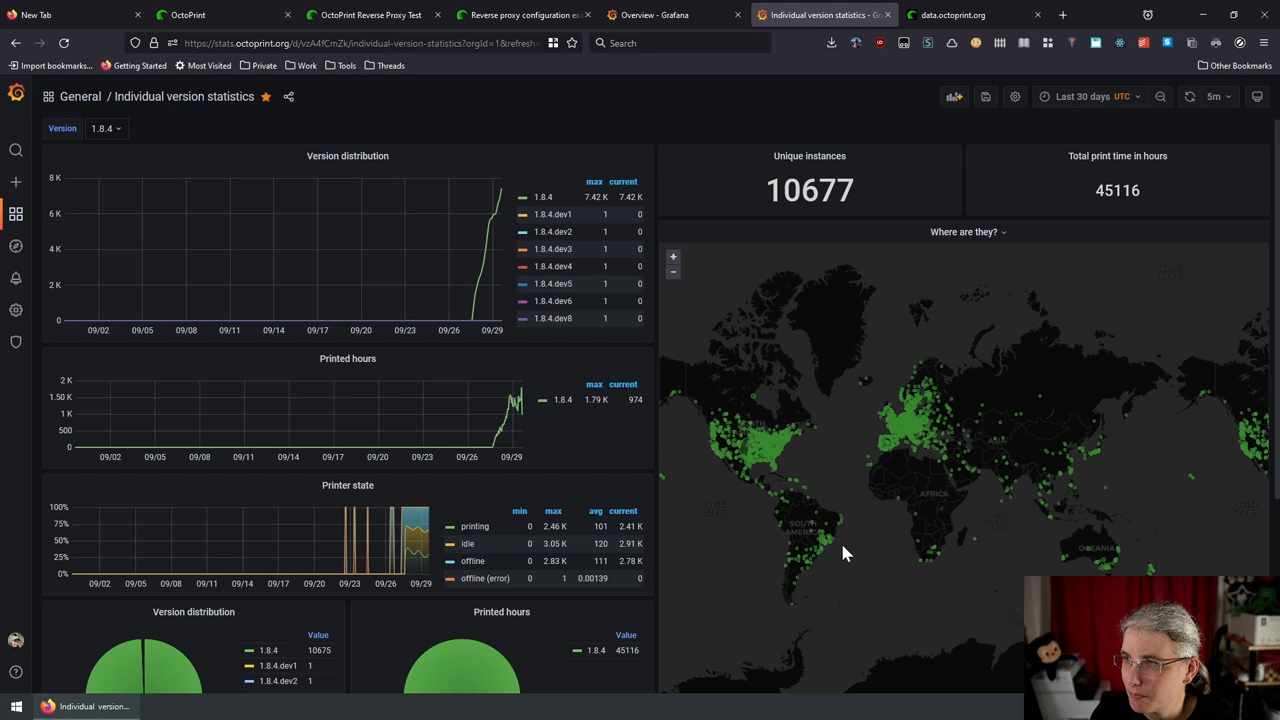 New Tab
OctoPrint
OctoPrint Reverse Proxy Test
Reverse proxy configuration ex
Overview - Grafana
Individual version statistics - Gr
data.octoprint.org
https://stats.octoprint.org/d/vzA4fCmZk/individual-version-statistics?orgId=1&refresh=
Search
Import bookmarks...
Getting Started
Most Visited
Private
Work
Tools
Threads
Other Bookmarks
General / Individual version statistics
Last 30 days UTC
5m
Version
1.8.4
Version distribution
8 K
6 K
4 K
2 K
0
09/02 09/05 09/08 09/11 09/14 09/17 09/20 09/23 09/26 09/29
max current
1.8.4 7.42 K 7.42 K
1.8.4.dev1 1 0
1.8.4.dev2 1 0
1.8.4.dev3 1 0
1.8.4.dev4 1 0
1.8.4.dev5 1 0
1.8.4.dev6 1 0
1.8.4.dev8 1 0
Unique instances
10677
Total print time in hours
45116
Where are they?
+
-
AFRICA
SOUTH AMERICA
ASIA
OCEANIA
Printed hours
2 K
1.50 K
1 K
500
0
09/02 09/05 09/08 09/11 09/14 09/17 09/20 09/23 09/26 09/29
max current
1.8.4 1.79 K 974
Printer state
100%
75%
50%
25%
0%
09/02 09/05 09/08 09/11 09/14 09/17 09/20 09/23 09/26 09/29
min max avg current
printing 0 2.46 K 101 2.41 K
idle 0 3.05 K 120 2.91 K
offline 0 2.83 K 111 2.78 K
offline (error) 0 1 0.00139 0
Version distribution
Value
1.8.4 10675
1.8.4.dev1 1
1.8.4.dev2 1
Printed hours
Value
1.8.4 45116
Individual version...